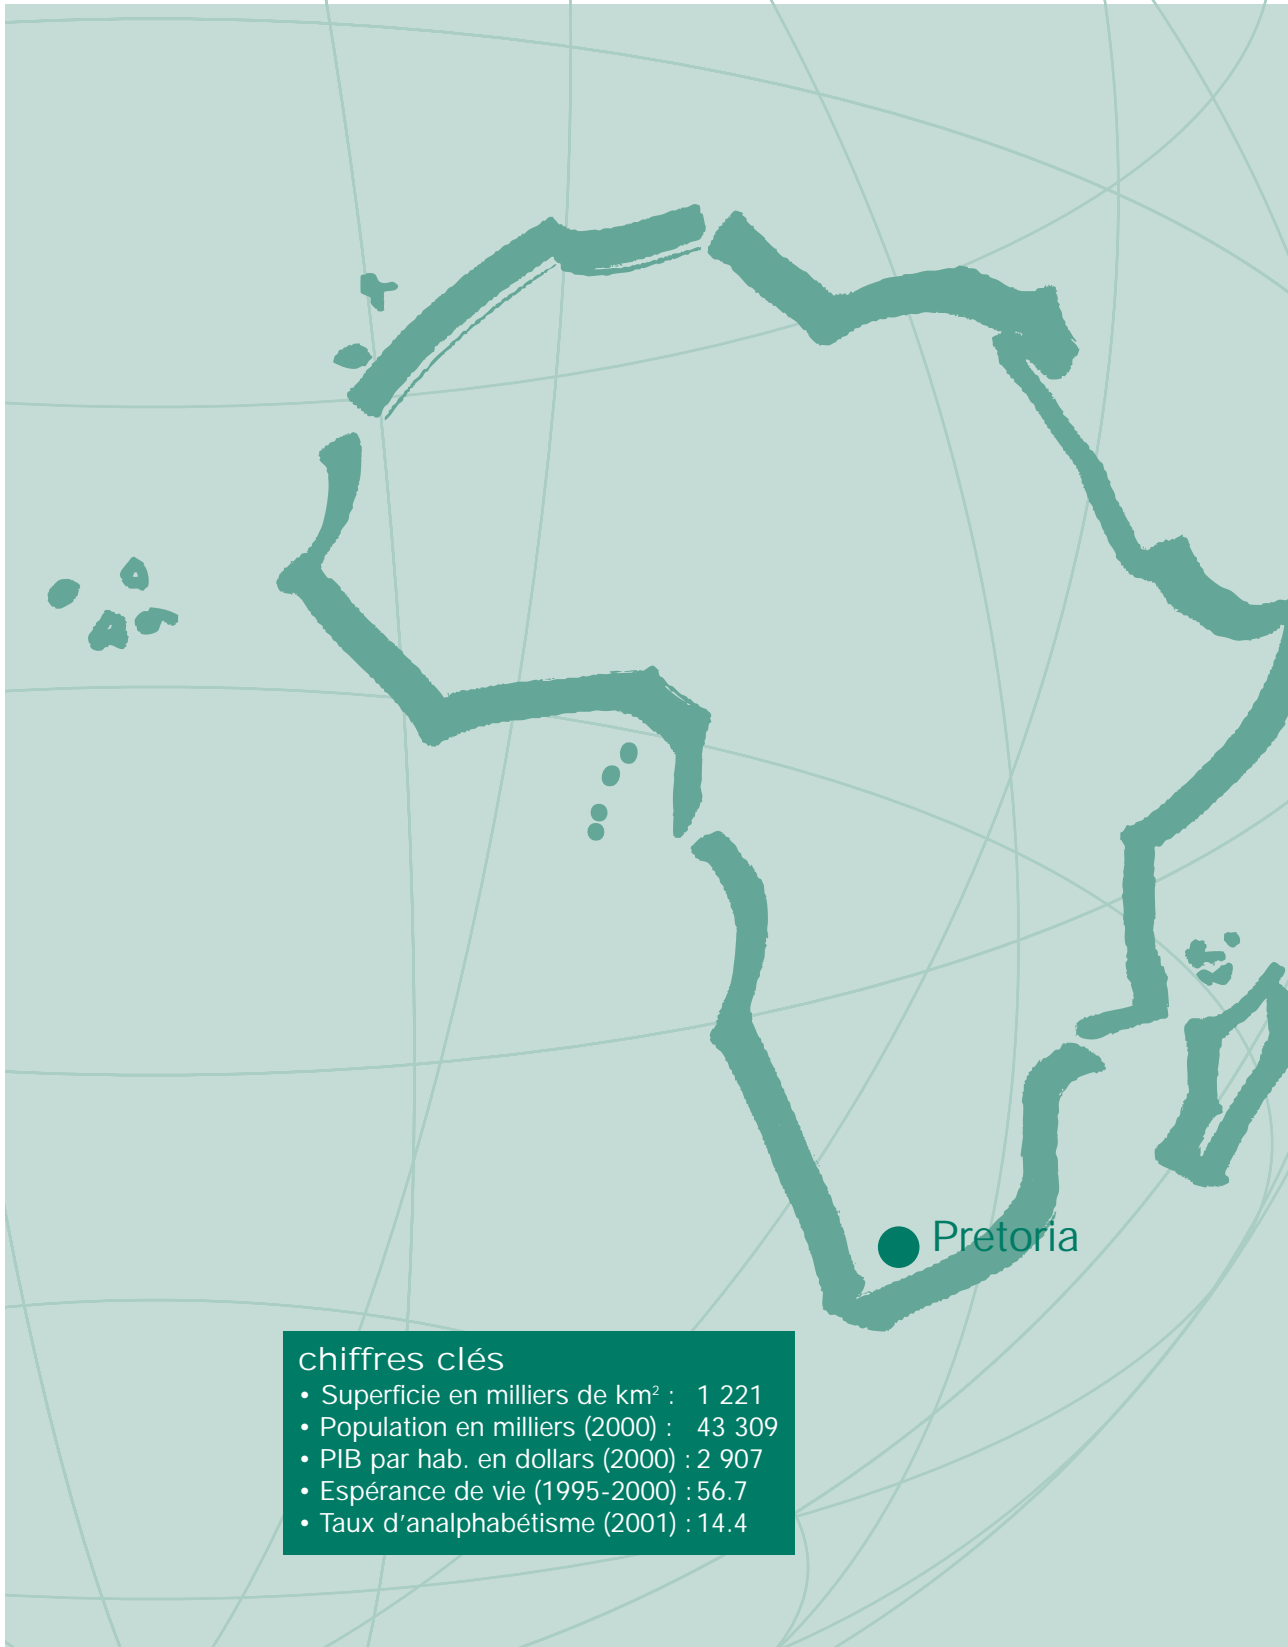 Pretoria
chiffres clés
• Superficie en milliers de km² : 1 221
• Population en milliers (2000) : 43 309
• PIB par hab. en dollars (2000) : 2 907
• Espérance de vie (1995-2000) : 56.7
• Taux d'analphabétisme (2001) : 14.4